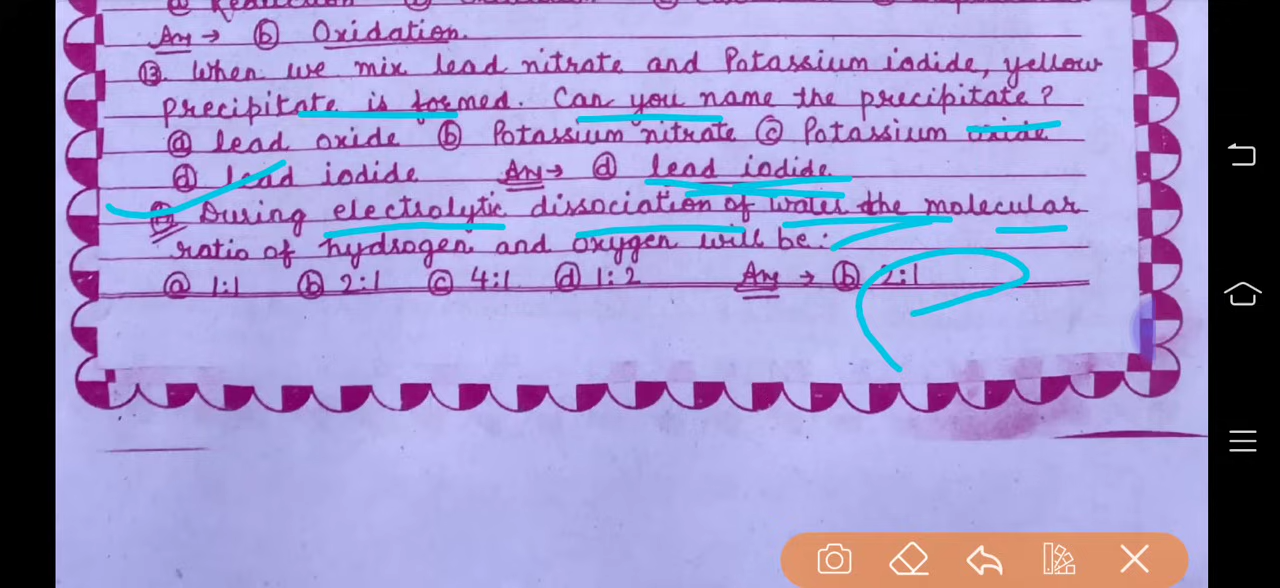 Ans → ⓑ Oxidation.
⑬. When we mix lead nitrate and Potassium iodide, yellow
precipitate is formed. Can you name the precipitate?
ⓐ lead oxide ⓑ Potassium nitrate ⓒ Potassium oxide
ⓓ lead iodide Ans → ⓓ lead iodide
During electrolytic dissociation of water the molecular
ratio of hydrogen and oxygen will be:
ⓐ 1:1 ⓑ 2:1 ⓒ 4:1 ⓓ 1:2 Ans → ⓑ 2:1